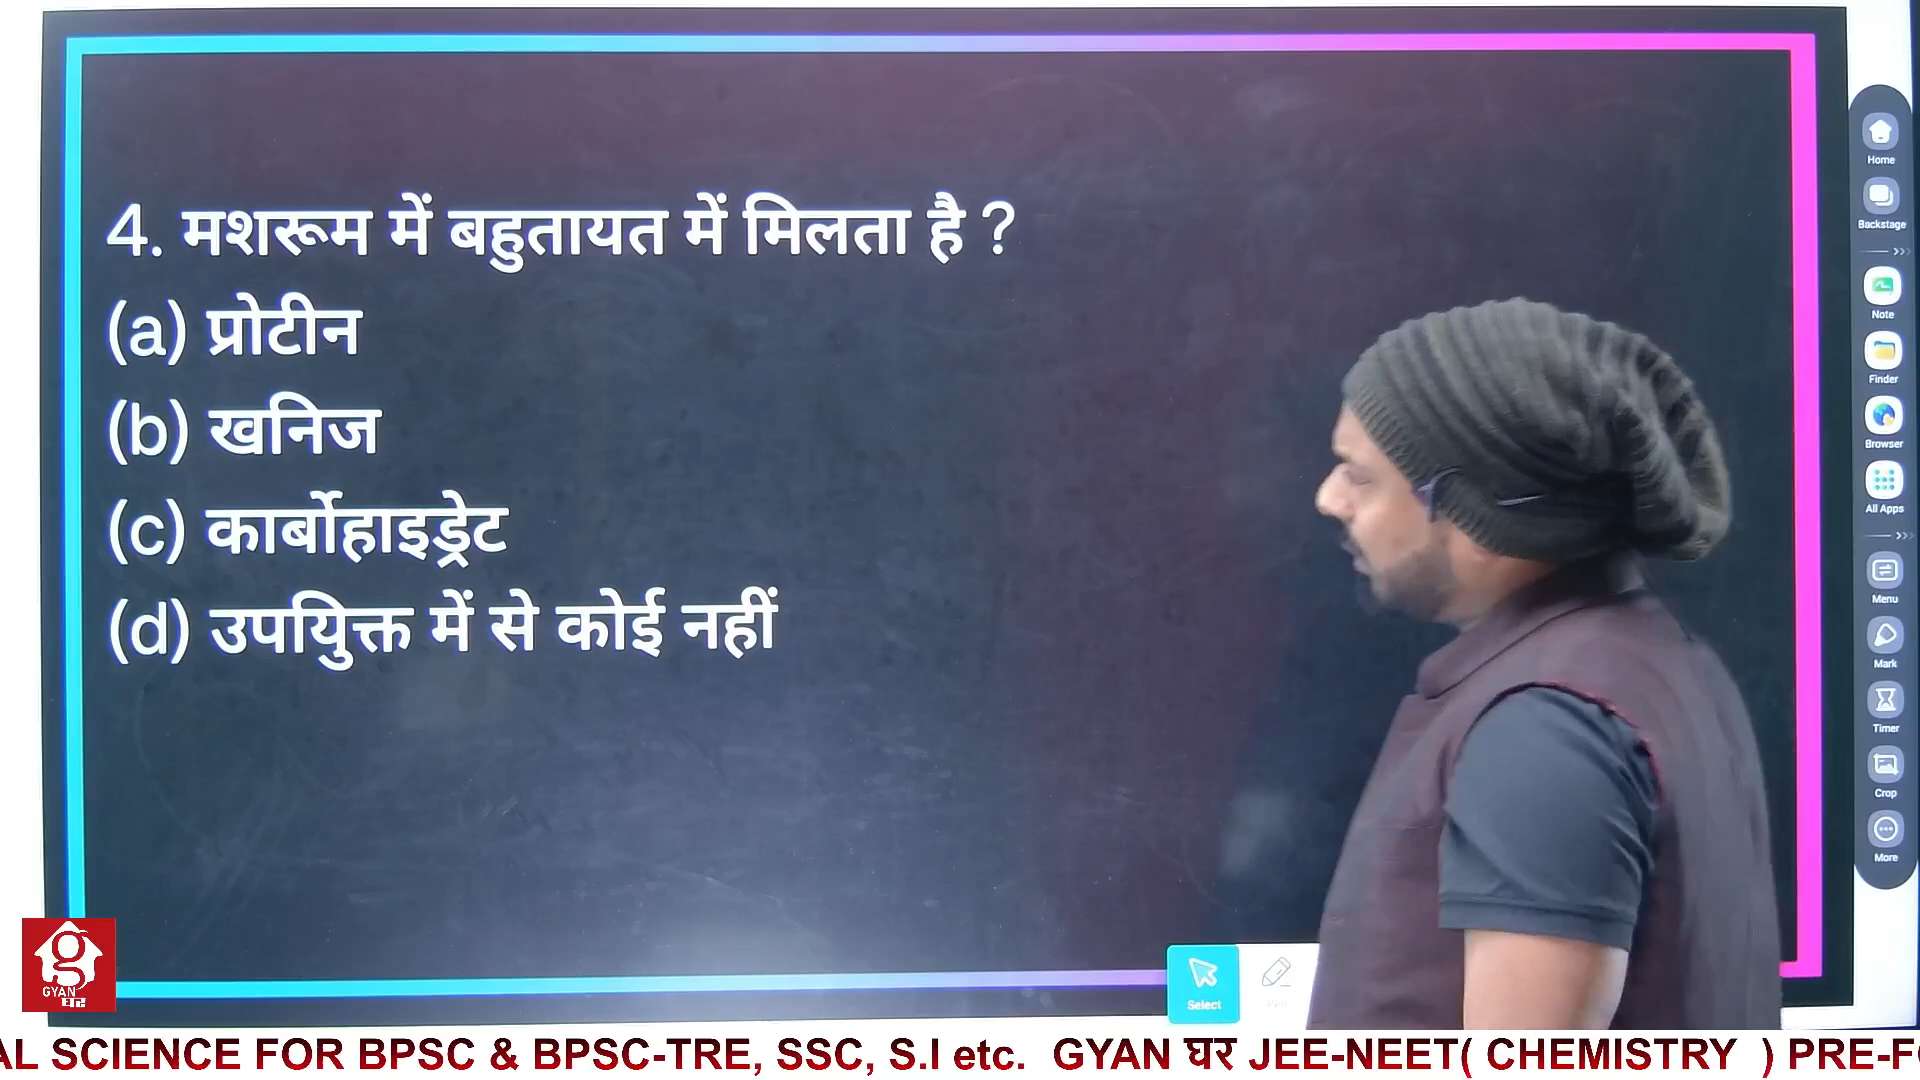 4. मशरूम में बहुतायत में मिलता है ?
(a) प्रोटीन
(b) खनिज
(c) कार्बोहाइड्रेट
(d) उपयुिक्त में से कोई नहीं
Home
Backstage
Note
Finder
Browser
All Apps
Menu
Mark
Timer
Crop
More
Select
GYAN
घर
AL SCIENCE FOR BPSC & BPSC-TRE, SSC, S.I etc. GYAN घर JEE-NEET( CHEMISTRY ) PRE-F